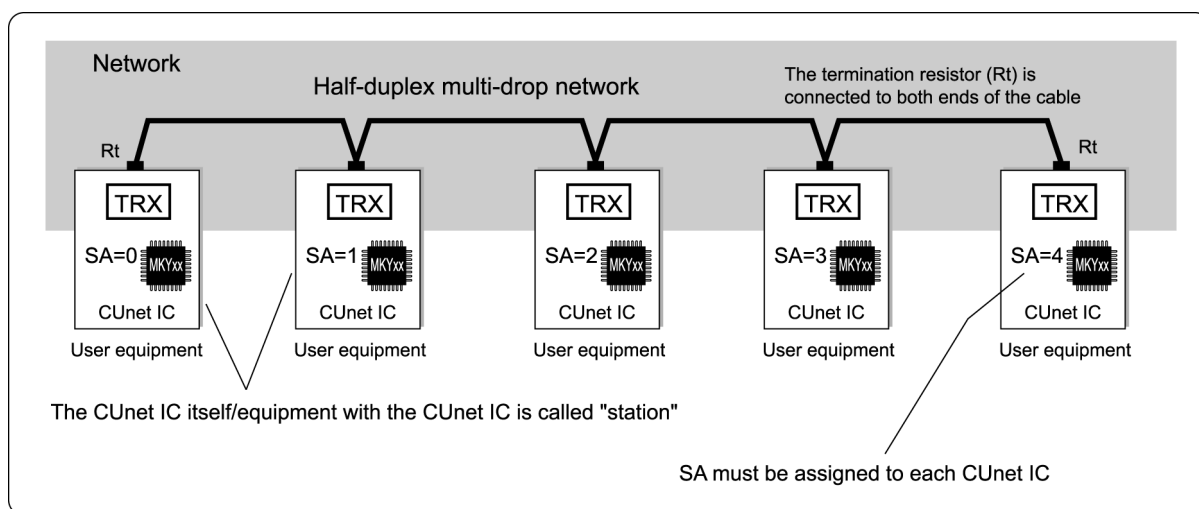 Network
Half-duplex multi-drop network
The termination resistor (Rt) is
connected to both ends of the cable
Rt
Rt
TRX
TRX
TRX
TRX
TRX
SA=0
MKYxx
SA=1
MKYxx
SA=2
MKYxx
SA=3
MKYxx
SA=4
MKYxx
CUnet IC
CUnet IC
CUnet IC
CUnet IC
CUnet IC
User equipment
User equipment
User equipment
User equipment
User equipment
The CUnet IC itself/equipment with the CUnet IC is called "station"
SA must be assigned to each CUnet IC